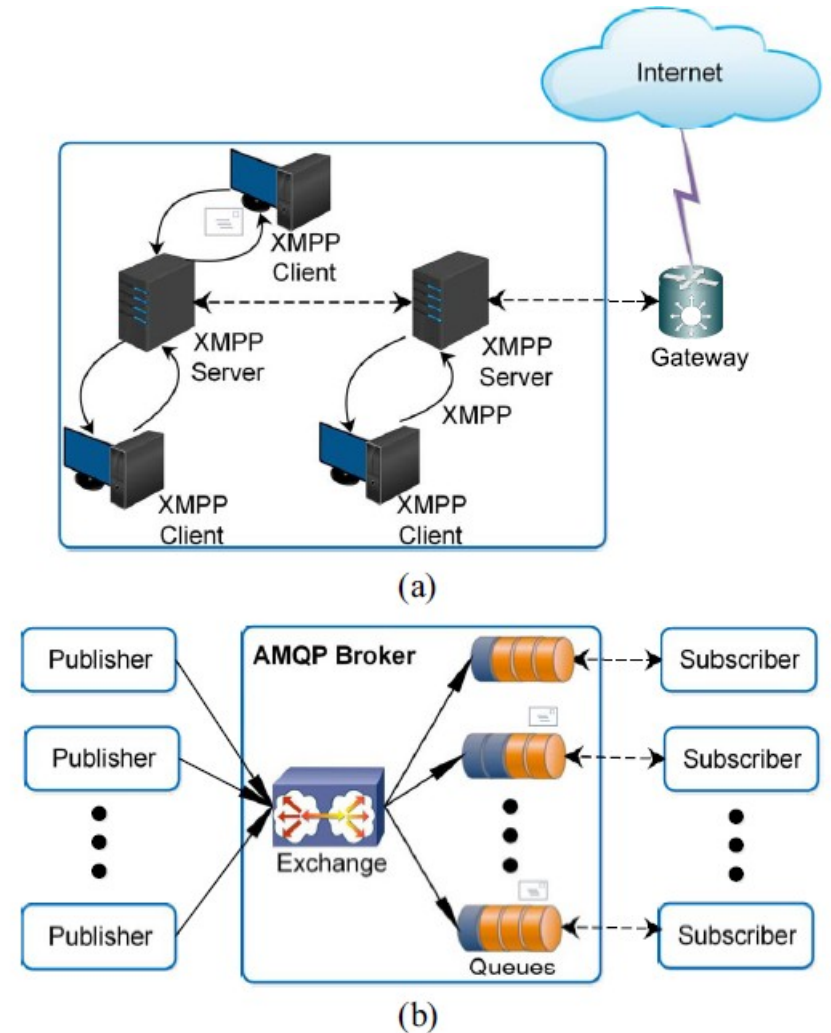 Internet
XMPP
Client
XMPP
Server
XMPP
Server
Gateway
XMPP
XMPP
Client
XMPP
Client
(a)
Publisher
AMQP Broker
Subscriber
Publisher
Subscriber
Exchange
Publisher
Subscriber
Queues
(b)